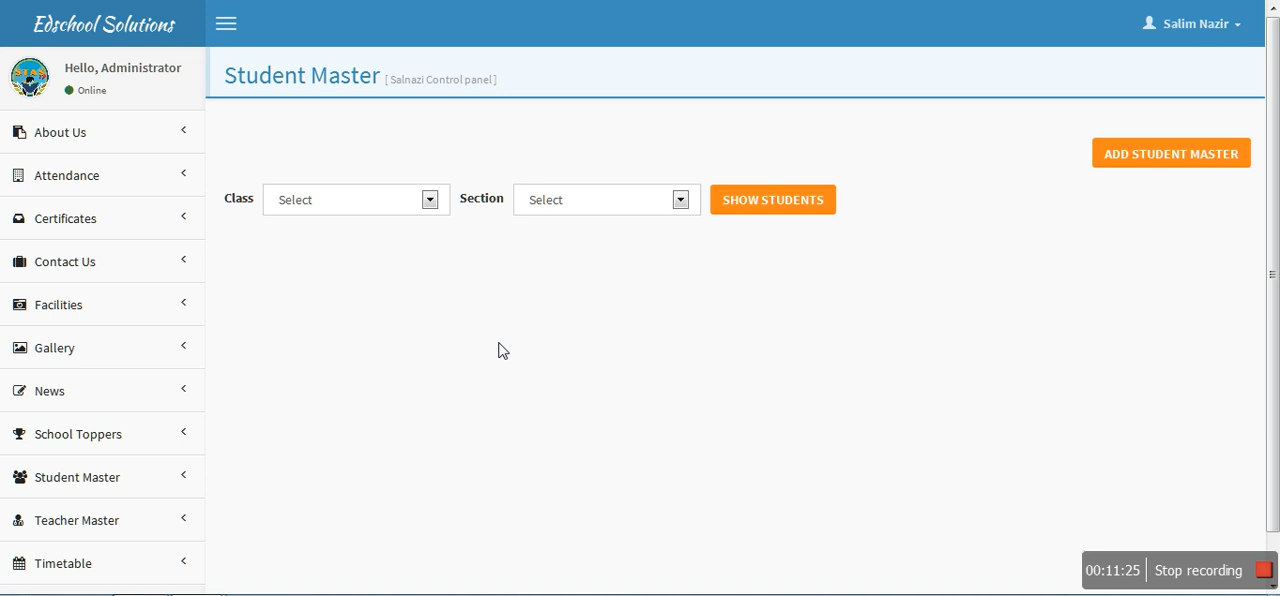 Edschool Solutions
Salim Nazir
STAS
Hello, Administrator
Online
Student Master [ Salnazi Control panel ]
About Us
Attendance
Certificates
Contact Us
Facilities
Gallery
News
School Toppers
Student Master
Teacher Master
Timetable
ADD STUDENT MASTER
Class Select Section Select SHOW STUDENTS
00:11:25 Stop recording